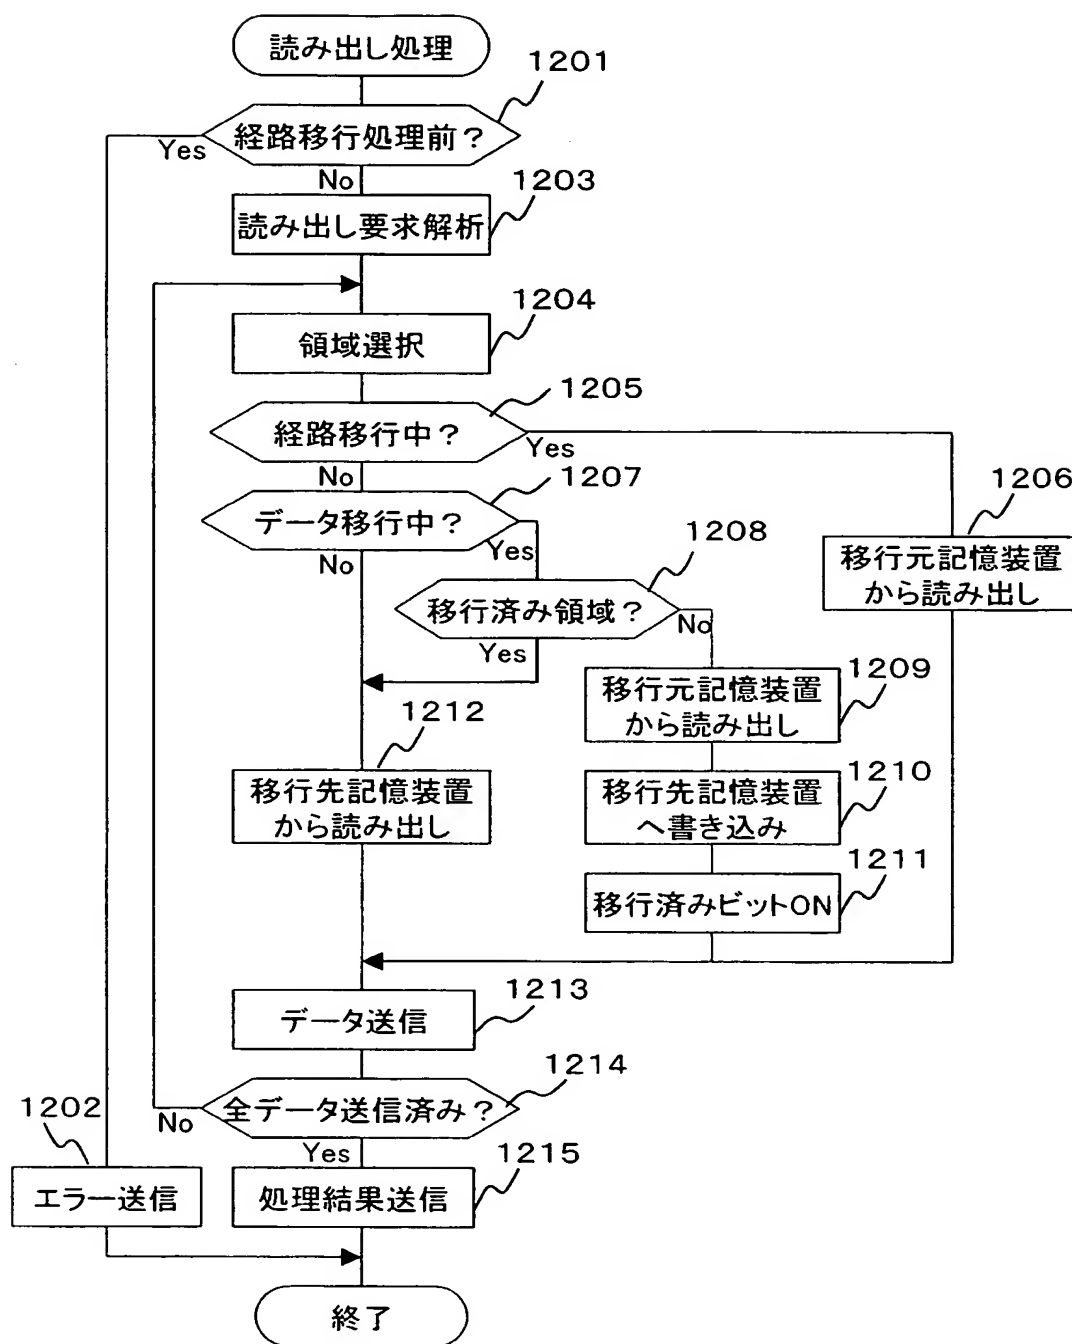 読み出し処理
1201
経路移行処理前？
Yes
No
1203
読み出し要求解析
1204
領域選択
1205
経路移行中？
Yes
No
1207
1206
データ移行中？
Yes
1208
No
移行元記憶装置
から読み出し
移行済み領域？
No
Yes
1209
移行元記憶装置
から読み出し
1212
1210
移行先記憶装置
から読み出し
移行先記憶装置
へ書き込み
1211
移行済みビットON
1213
データ送信
1214
1202
全データ送信済み？
No
Yes
1215
エラー送信
処理結果送信
終了